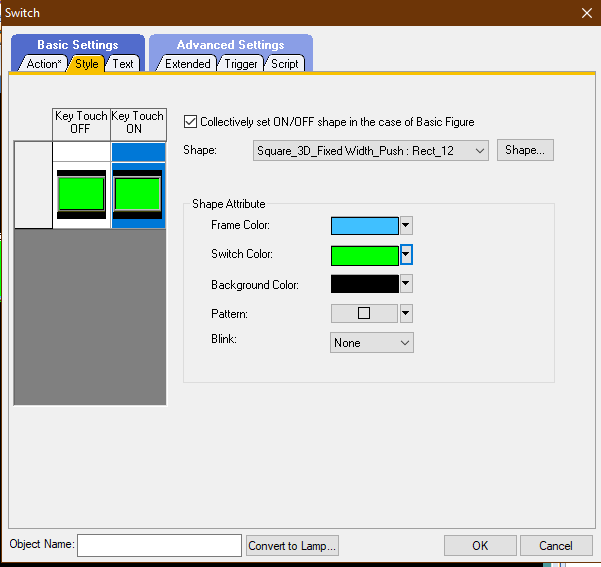 Switch
Basic Settings
Advanced Settings
Action* Style Text Extended Trigger Script
Key Touch OFF
Key Touch ON
Collectively set ON/OFF shape in the case of Basic Figure
Shape: Square_3D_Fixed Width_Push : Rect_12 Shape...
Shape Attribute
Frame Color:
Switch Color:
Background Color:
Pattern:
Blink: None
Object Name: Convert to Lamp... OK Cancel